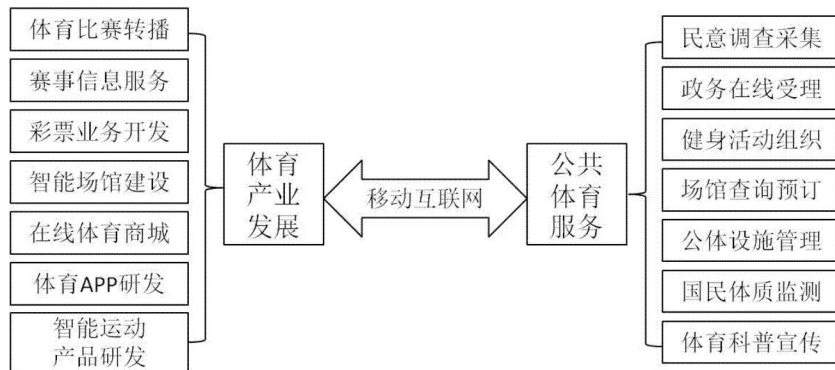 体育比赛转播
赛事信息服务
彩票业务开发
智能场馆建设
在线体育商城
体育APP研发
智能运动
产品研发
体育
产业
发展
移动互联网
公共
体育
服务
民意调查采集
政务在线受理
健身活动组织
场馆查询预订
公体设施管理
国民体质监测
体育科普宣传